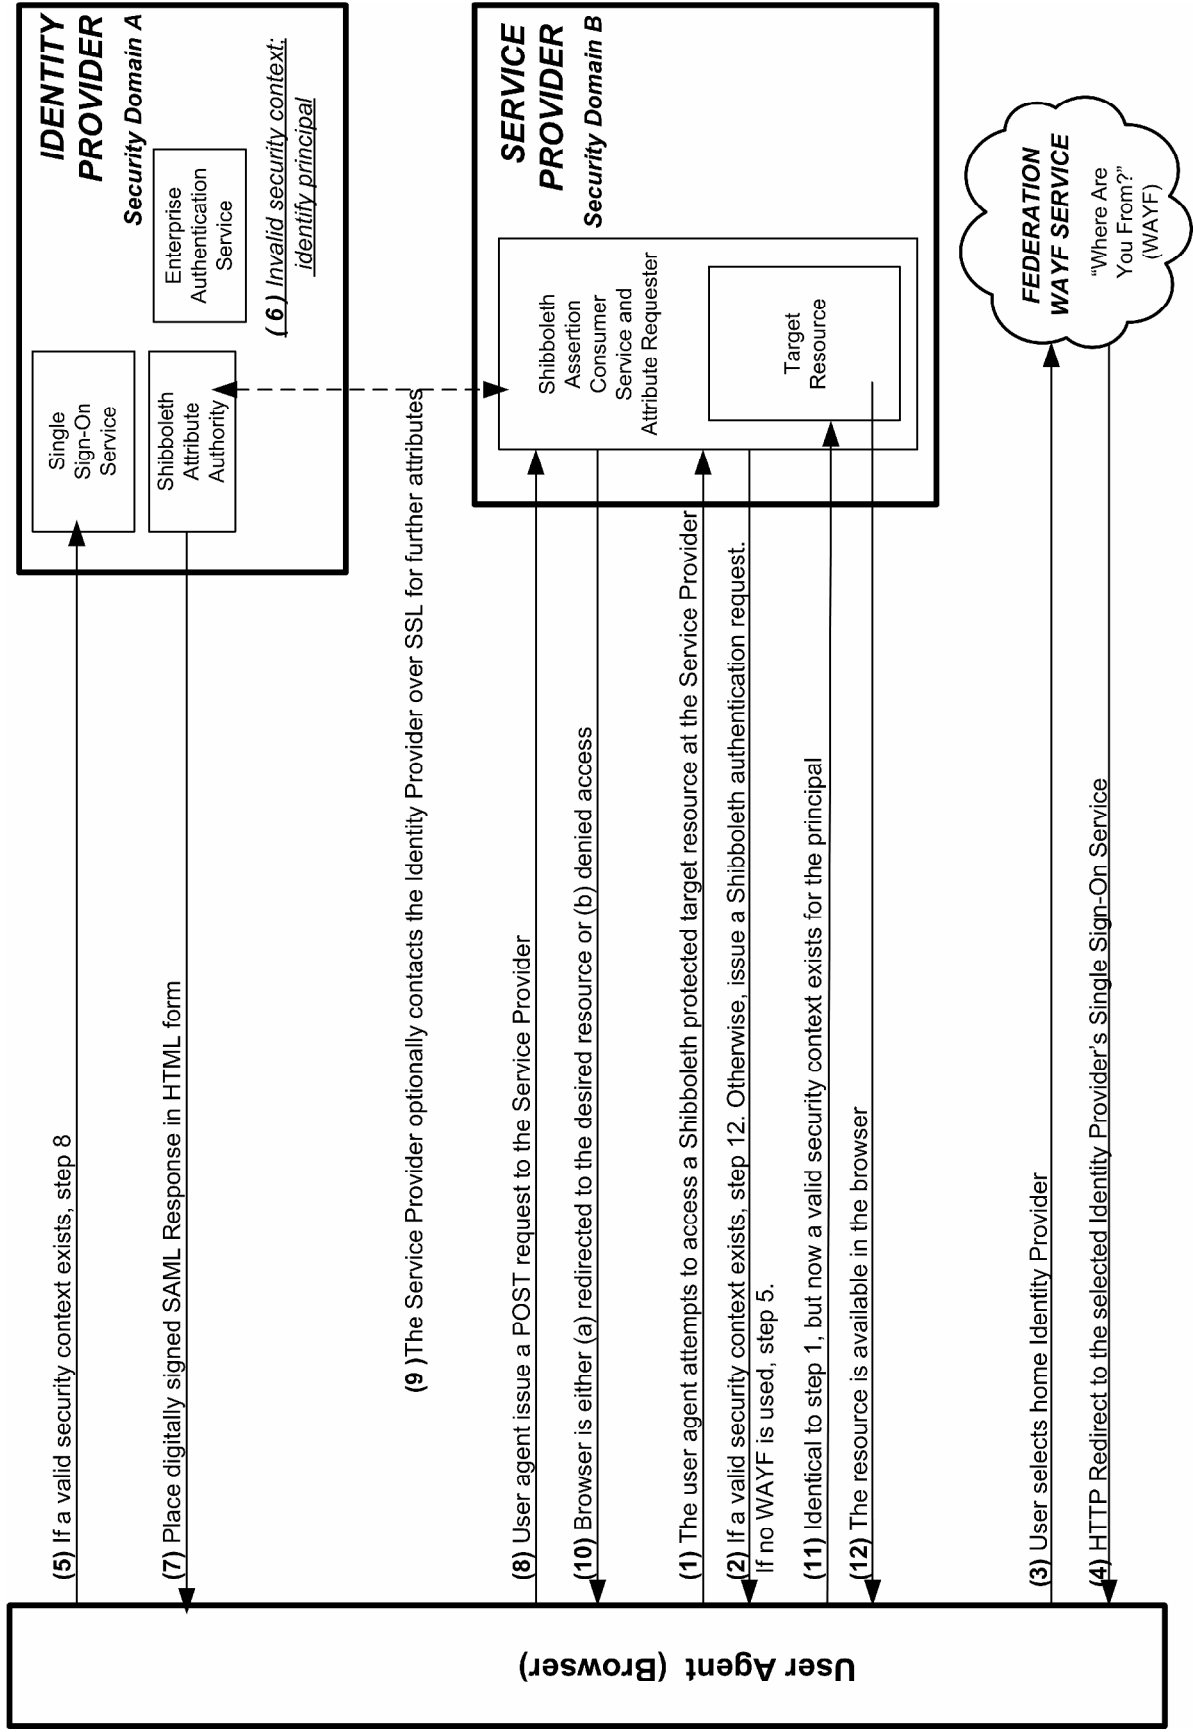 IDENTITY
PROVIDER
Security Domain A
Single
Sign-On
Service
Shibboleth
Attribute
Authority
Enterprise
Authentication
Service
( 6 ) Invalid security context:
identify principal
(5) If a valid security context exists, step 8
(7) Place digitally signed SAML Response in HTML form
(9 )The Service Provider optionally contacts the Identity Provider over SSL for further attributes
SERVICE
PROVIDER
Security Domain B
Shibboleth
Assertion
Consumer
Service and
Attribute Requester
Target
Resource
(8) User agent issue a POST request to the Service Provider
(10) Browser is either (a) redirected to the desired resource or (b) denied access
(1) The user agent attempts to access a Shibboleth protected target resource at the Service Provider
(2) If a valid security context exists, step 12. Otherwise, issue a Shibboleth authentication request.
If no WAYF is used, step 5.
(11) Identical to step 1, but now a valid security context exists for the principal
(12) The resource is available in the browser
FEDERATION
WAYF SERVICE
“Where Are
You From?”
(WAYF)
(3) User selects home Identity Provider
(4) HTTP Redirect to the selected Identity Provider’s Single Sign-On Service
User Agent (Browser)